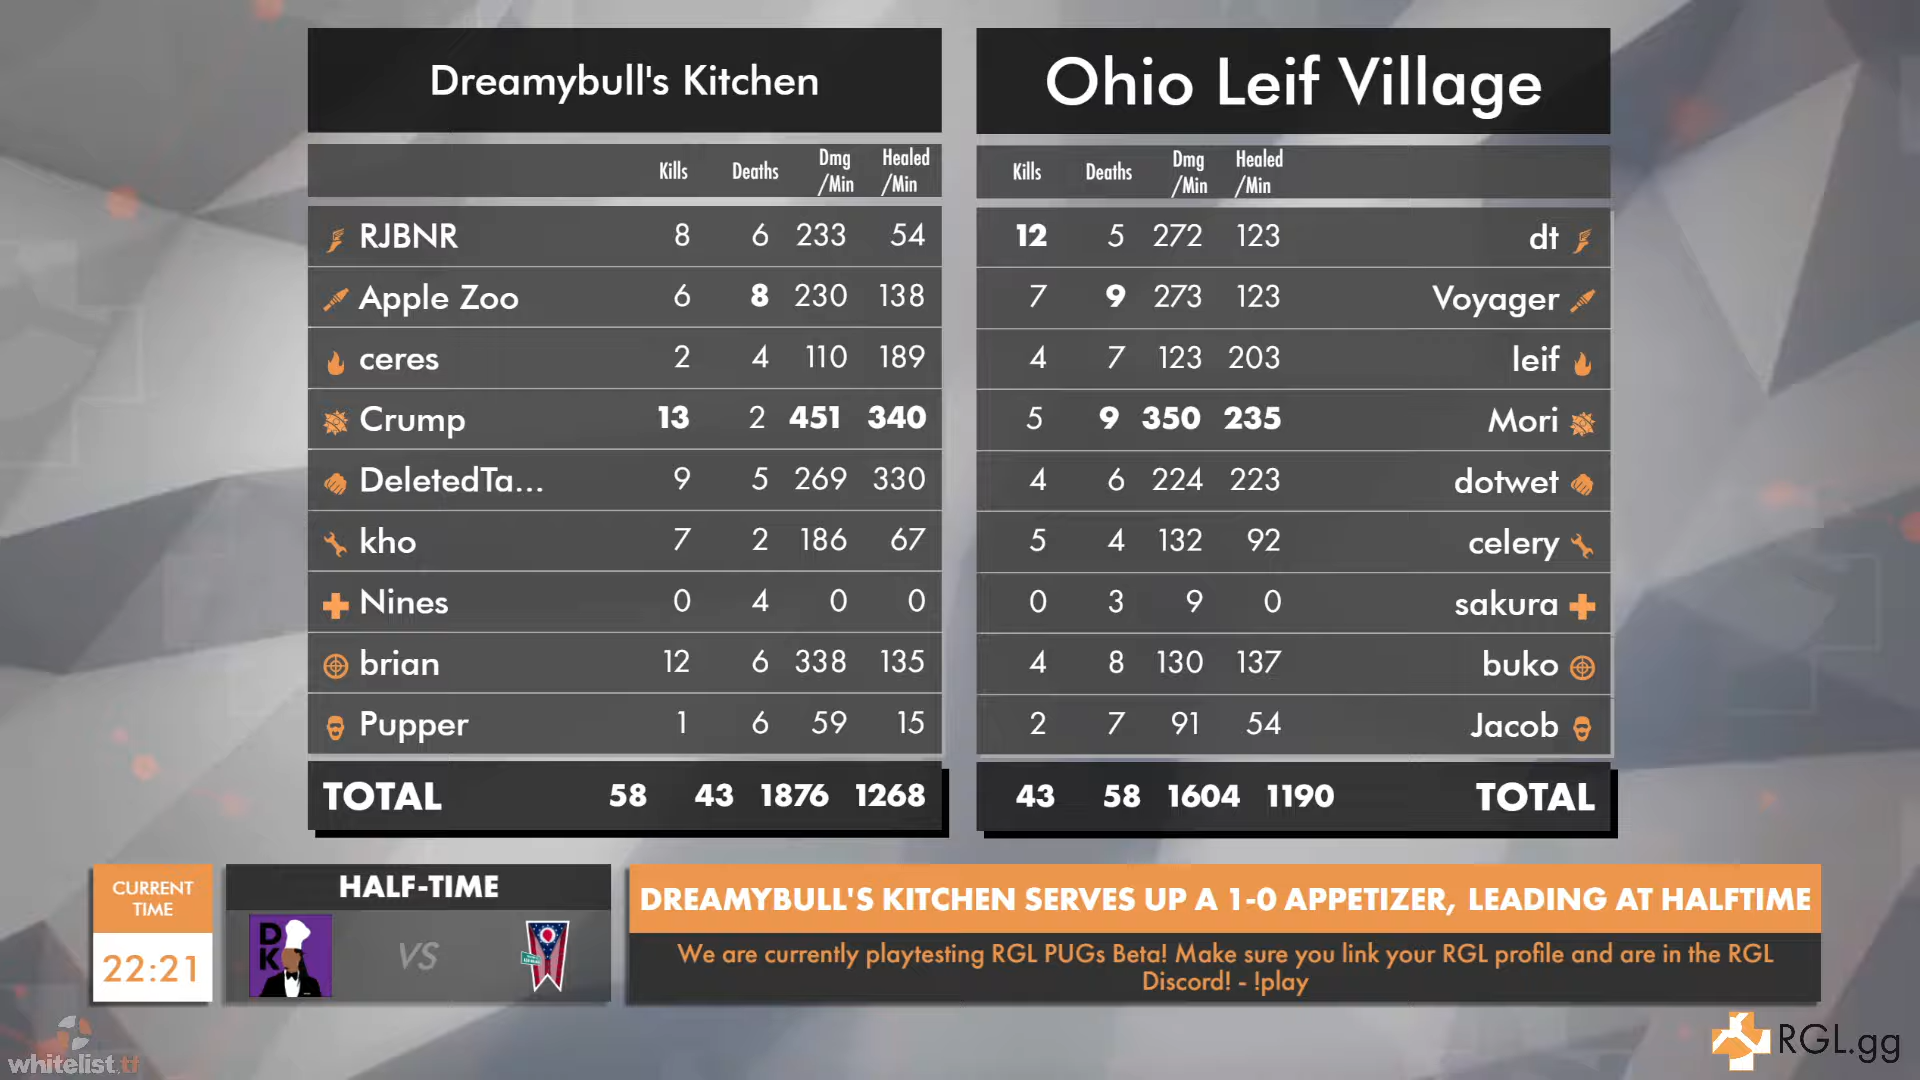 Dreamybull's Kitchen
Kills Deaths Dmg /Min Healed /Min
RJBNR 8 6 233 54
Apple Zoo 6 8 230 138
ceres 2 4 110 189
Crump 13 2 451 340
DeletedTa... 9 5 269 330
kho 7 2 186 67
Nines 0 4 0 0
brian 12 6 338 135
Pupper 1 6 59 15
TOTAL 58 43 1876 1268
Ohio Leif Village
Kills Deaths Dmg /Min Healed /Min
12 5 272 123 dt
7 9 273 123 Voyager
4 7 123 203 leif
5 9 350 235 Mori
4 6 224 223 dotwet
5 4 132 92 celery
0 3 9 0 sakura
4 8 130 137 buko
2 7 91 54 Jacob
43 58 1604 1190 TOTAL
CURRENT
TIME
22:21
HALF-TIME
DK
VS
DREAMYBULL'S KITCHEN SERVES UP A 1-0 APPETIZER, LEADING AT HALFTIME
We are currently playtesting RGL PUGs Beta! Make sure you link your RGL profile and are in the RGL
Discord! - !play
whitelist.tf
RGL.gg